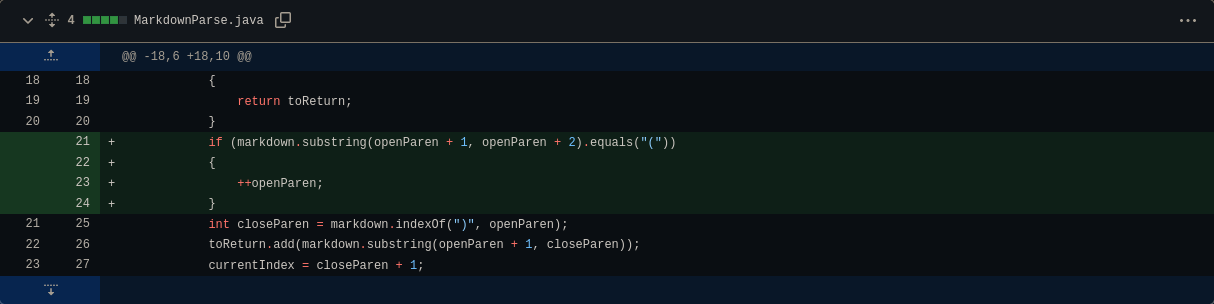 4 MarkdownParse.java
@@ -18,6 +18,10 @@
18 18 {
19 19 return toReturn;
20 20 }
21 + if (markdown.substring(openParen + 1, openParen + 2).equals("("))
22 + {
23 + ++openParen;
24 + }
21 25 int closeParen = markdown.indexOf(")", openParen);
22 26 toReturn.add(markdown.substring(openParen + 1, closeParen));
23 27 currentIndex = closeParen + 1;